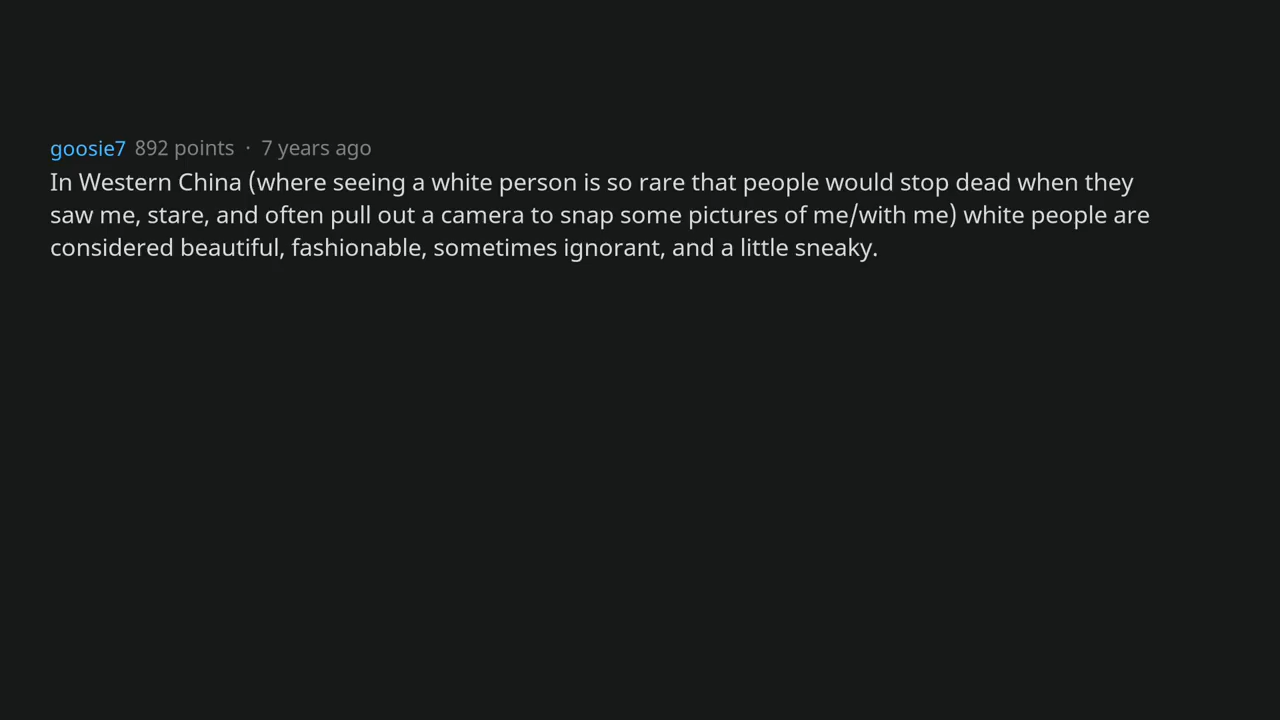 goosie7 892 points · 7 years ago
In Western China (where seeing a white person is so rare that people would stop dead when they
saw me, stare, and often pull out a camera to snap some pictures of me/with me) white people are
considered beautiful, fashionable, sometimes ignorant, and a little sneaky.